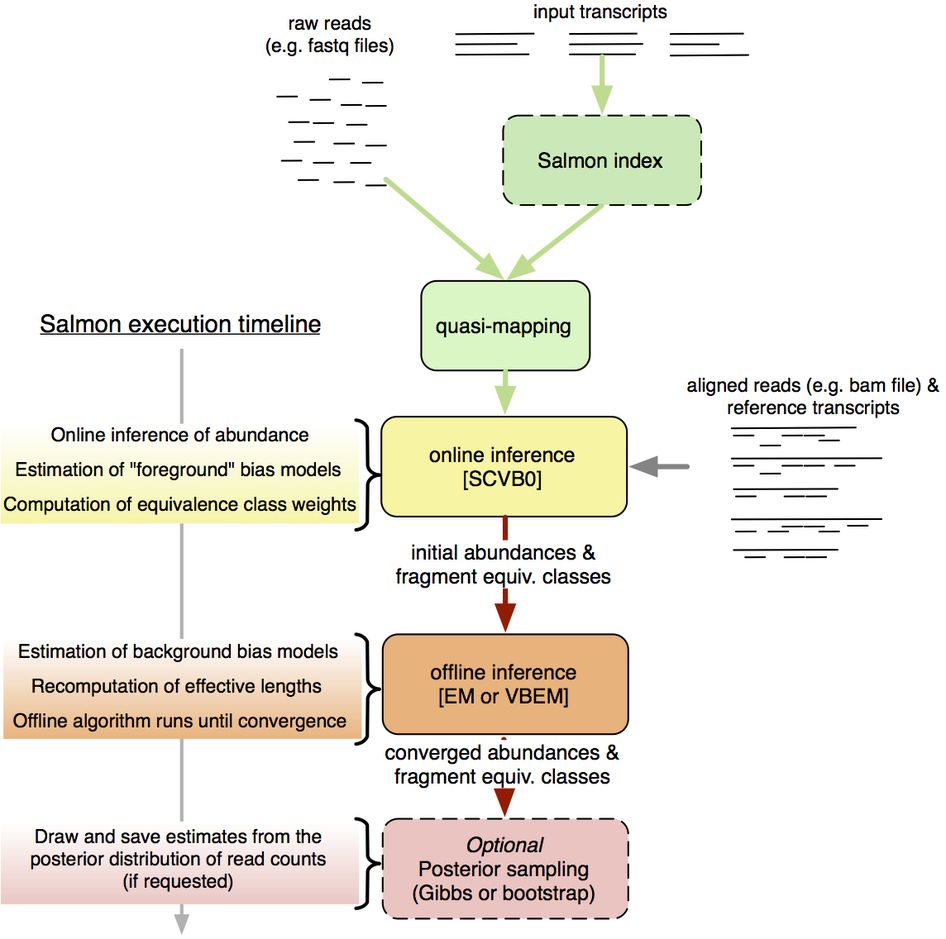 raw reads
(e.g. fastq files)
input transcripts
Salmon index
quasi-mapping
Salmon execution timeline
aligned reads (e.g. bam file) &
reference transcripts
Online inference of abundance
Estimation of "foreground" bias models
Computation of equivalence class weights
online inference
[SCVB0]
initial abundances &
fragment equiv. classes
Estimation of background bias models
Recomputation of effective lengths
Offline algorithm runs until convergence
offline inference
[EM or VBEM]
converged abundances &
fragment equiv. classes
Draw and save estimates from the
posterior distribution of read counts
(if requested)
Optional
Posterior sampling
(Gibbs or bootstrap)